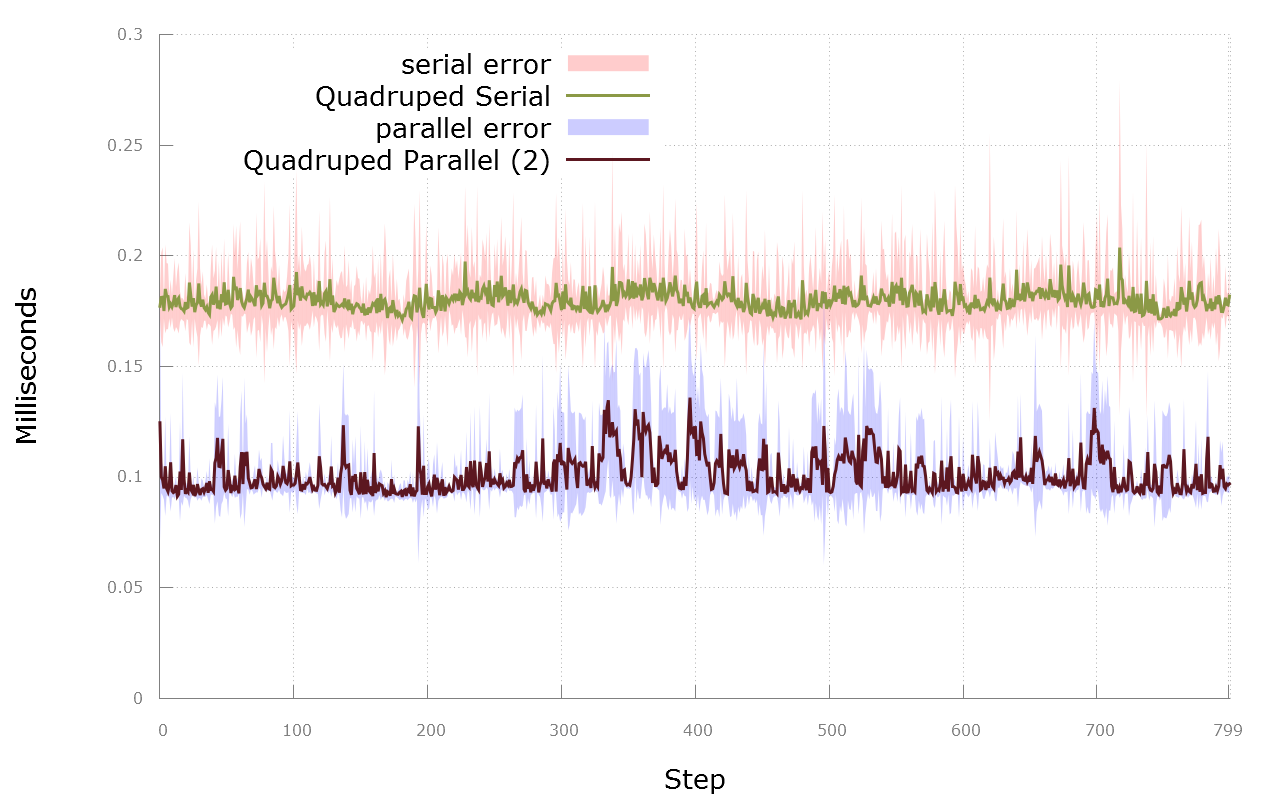 0.3
serial error
Quadruped Serial
parallel error
Quadruped Parallel (2)
0.25
0.2
0.15
0.1
0.05
0
Milliseconds
0 100 200 300 400 500 600 700 799
Step